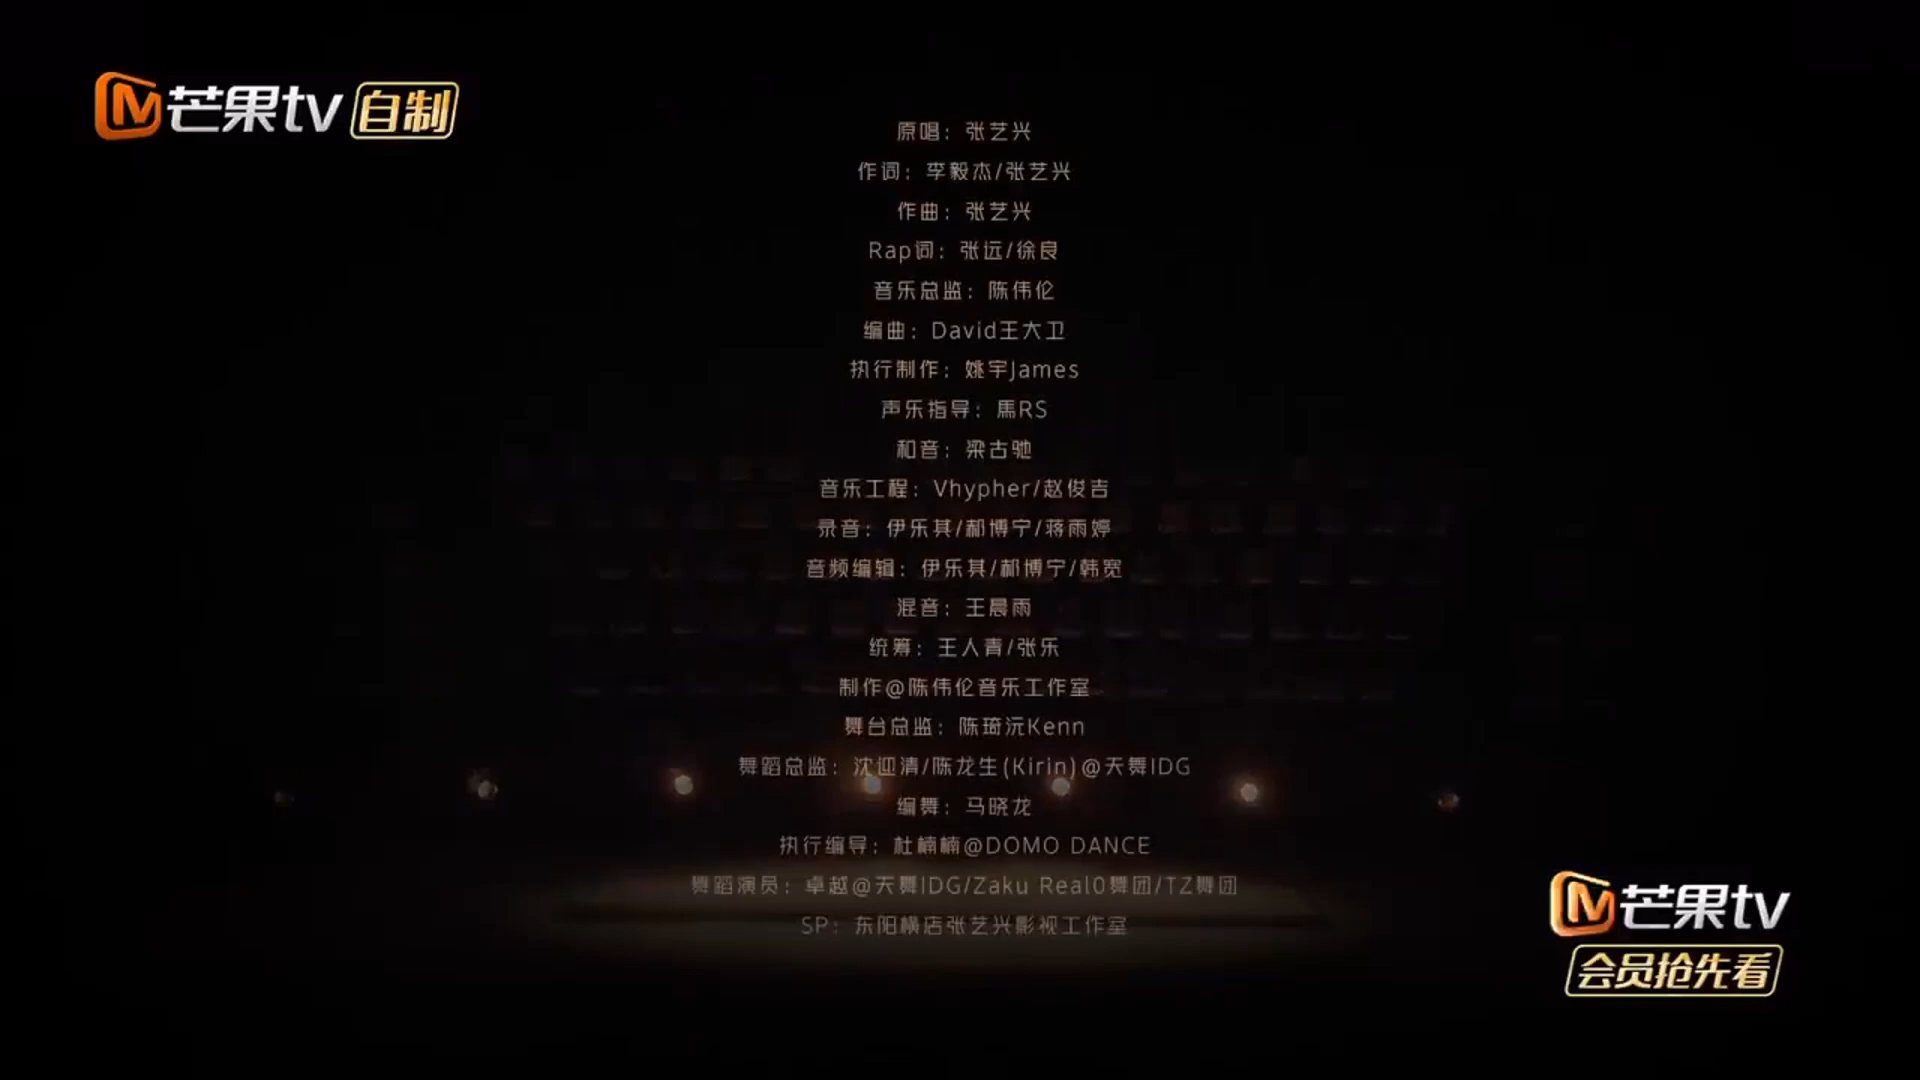 芒果tv 自制
原唱：张艺兴
作词：李毅杰/张艺兴
作曲：张艺兴
Rap词：张远/徐良
音乐总监：陈伟伦
编曲：David王大卫
执行制作：姚宇James
声乐指导：馬RS
和音：梁古驰
音乐工程：Vhypher/赵俊吉
录音：伊乐其/郝博宁/蒋雨婷
音频编辑：伊乐其/郝博宁/韩宽
混音：王晨雨
统筹：王人青/张乐
制作@陈伟伦音乐工作室
舞台总监：陈琦沅Kenn
舞蹈总监：沈迎清/陈龙生(Kirin)@天舞IDG
编舞：马晓龙
执行编导：杜楠楠@DOMO DANCE
舞蹈演员：卓越@天舞IDG/Zaku Real0舞团/TZ舞团
SP：东阳横店张艺兴影视工作室
芒果tv
会员抢先看